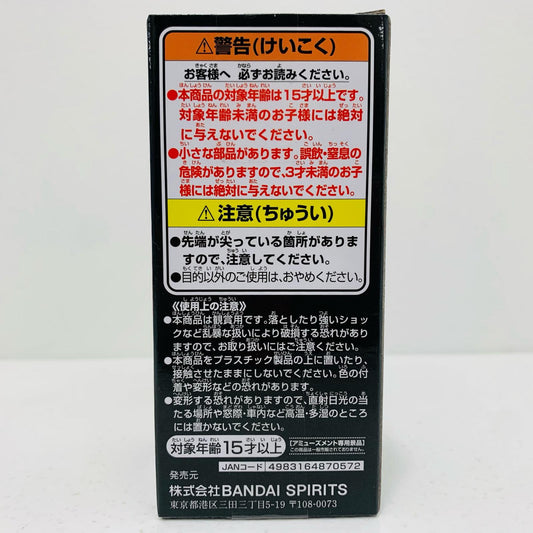 ⚠警告(けいこく)
お客様へ 必ずお読みください。
●本商品の対象年齢は15才以上です。
対象年齢未満のお子様には絶対
に与えないでください。
●小さな部品があります。誤飲・窒息の
危険がありますので、3才未満のお子
様には絶対に与えないでください。
⚠注意(ちゅうい)
●先端が尖っている箇所がありま
すので、注意してください。
●目的以外のご使用は、おやめください。
《使用上の注意》
●本商品は観賞用です。落としたり強いショッ
クなど乱暴な扱いにより破損する恐れがあり
ますので、お取り扱いにはご注意ください。
●本商品をプラスチック製品の上に置いたり、
接触させたままにしないでください。色の付
着や変形などの恐れがあります。
●変形する恐れがありますので、直射日光の当
たる場所や窓際・車内など高温・多湿のところ
には置かないでください。
対象年齢15才以上
【アミューズメント専用景品】
この商品は一般市販しておりません。
JANコード 4983164870572
発売元
株式会社BANDAI SPIRITS
東京都港区三田三丁目5-19 〒108-0073